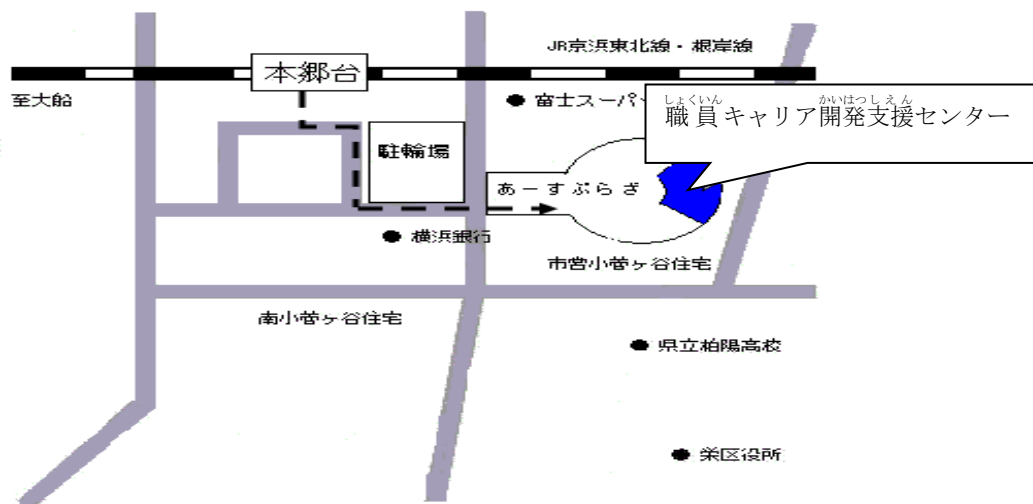 JR京浜東北線・根岸線
本郷台
至大船
富士スーパ
しょくいん かいはつしえん
職員キャリア開発支援センター
駐輪場
あーすぷらざ
横浜銀行
市営小菅ヶ谷住宅
南小菅ヶ谷住宅
県立柏陽高校
栄区役所